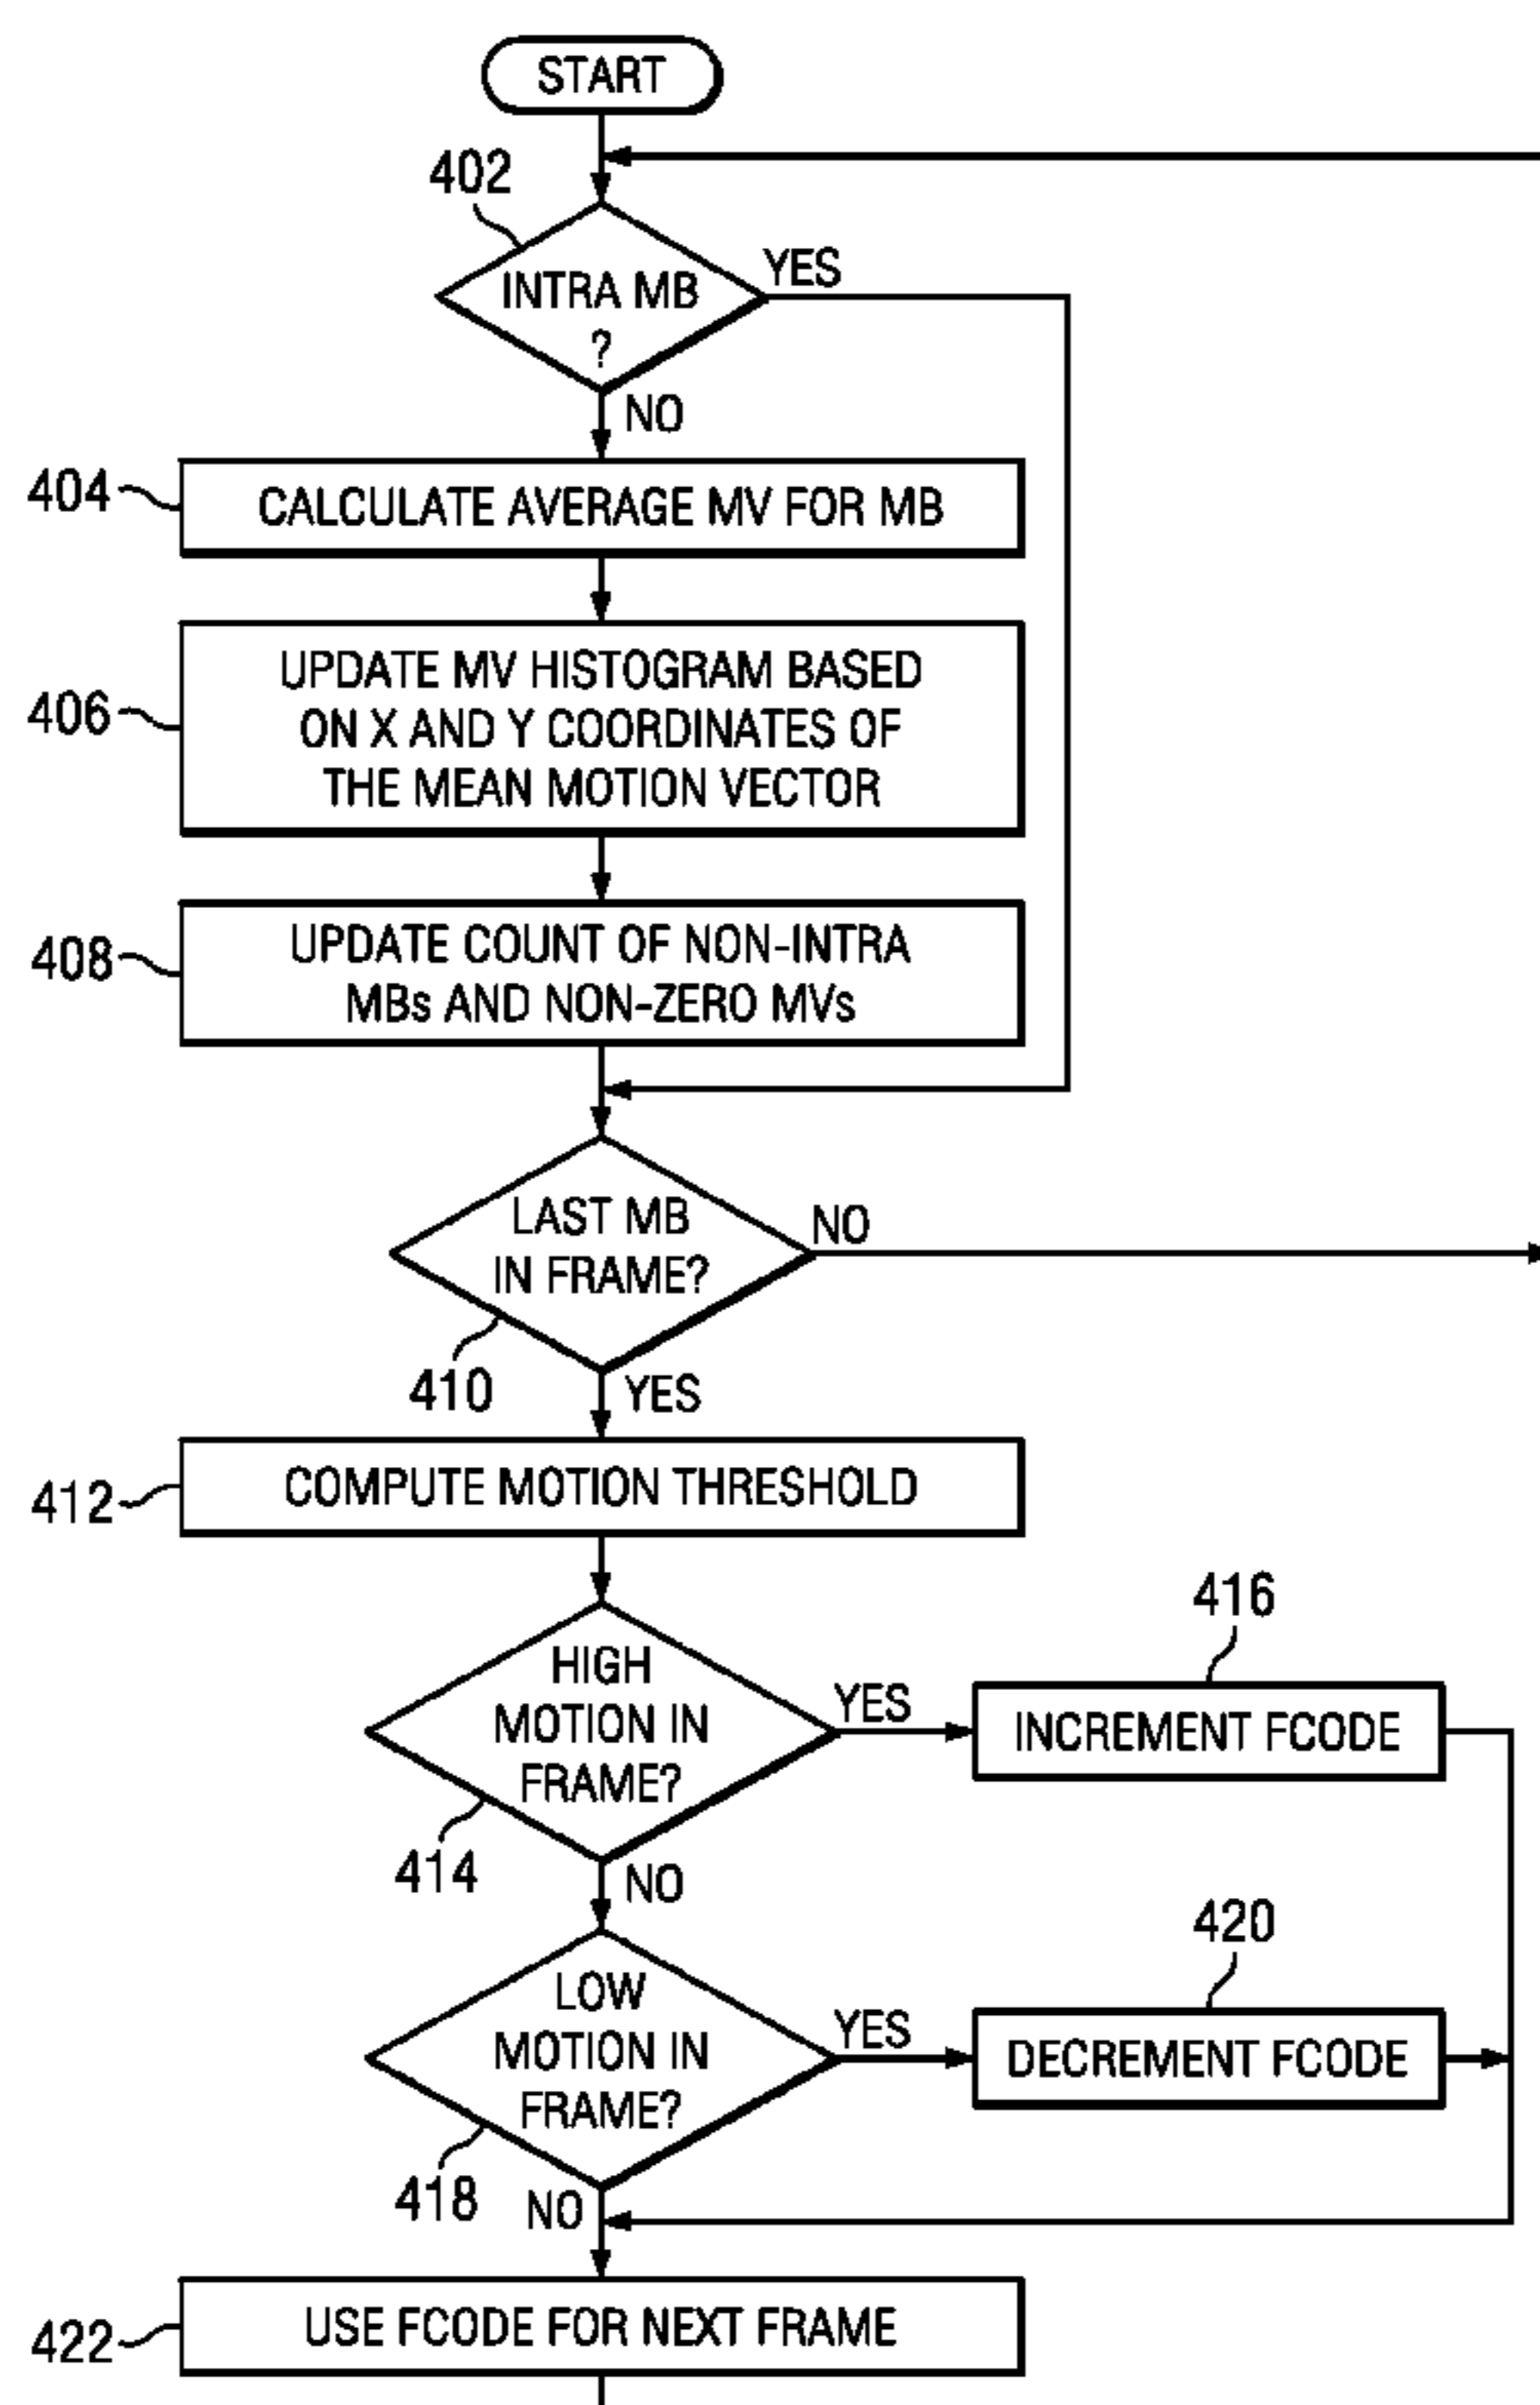 START
402
INTRA MB
?
YES
NO
404
CALCULATE AVERAGE MV FOR MB
406
UPDATE MV HISTOGRAM BASED
ON X AND Y COORDINATES OF
THE MEAN MOTION VECTOR
408
UPDATE COUNT OF NON-INTRA
MBs AND NON-ZERO MVs
LAST MB
IN FRAME?
NO
410
YES
412
COMPUTE MOTION THRESHOLD
HIGH
MOTION IN
FRAME?
YES
416
INCREMENT FCODE
414
NO
LOW
MOTION IN
FRAME?
YES
420
DECREMENT FCODE
418
NO
422
USE FCODE FOR NEXT FRAME